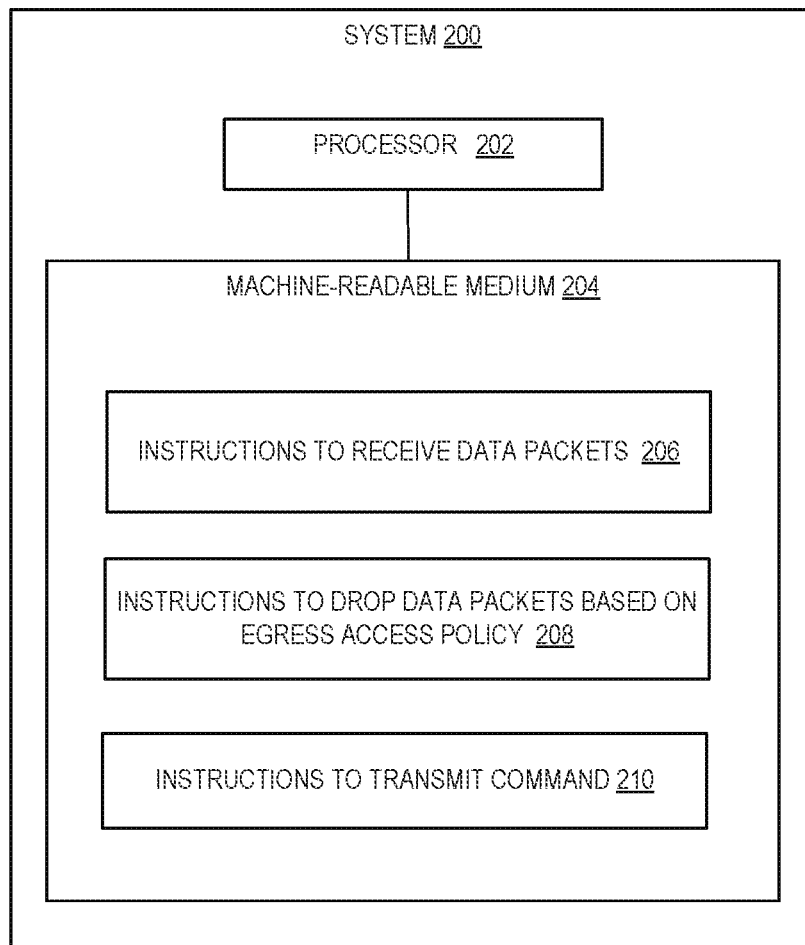 SYSTEM 200
PROCESSOR 202
MACHINE-READABLE MEDIUM 204
INSTRUCTIONS TO RECEIVE DATA PACKETS 206
INSTRUCTIONS TO DROP DATA PACKETS BASED ON
EGRESS ACCESS POLICY 208
INSTRUCTIONS TO TRANSMIT COMMAND 210